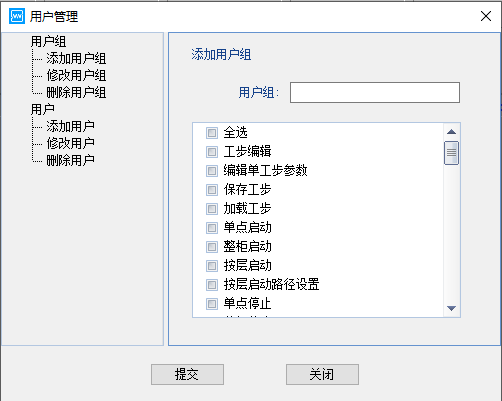 用户管理
用户组
添加用户组
修改用户组
删除用户组
用户
添加用户
修改用户
删除用户
添加用户组
用户组:
全选
工步编辑
编辑单工步参数
保存工步
加载工步
单点启动
整柜启动
按层启动
按层启动路径设置
单点停止
提交
关闭